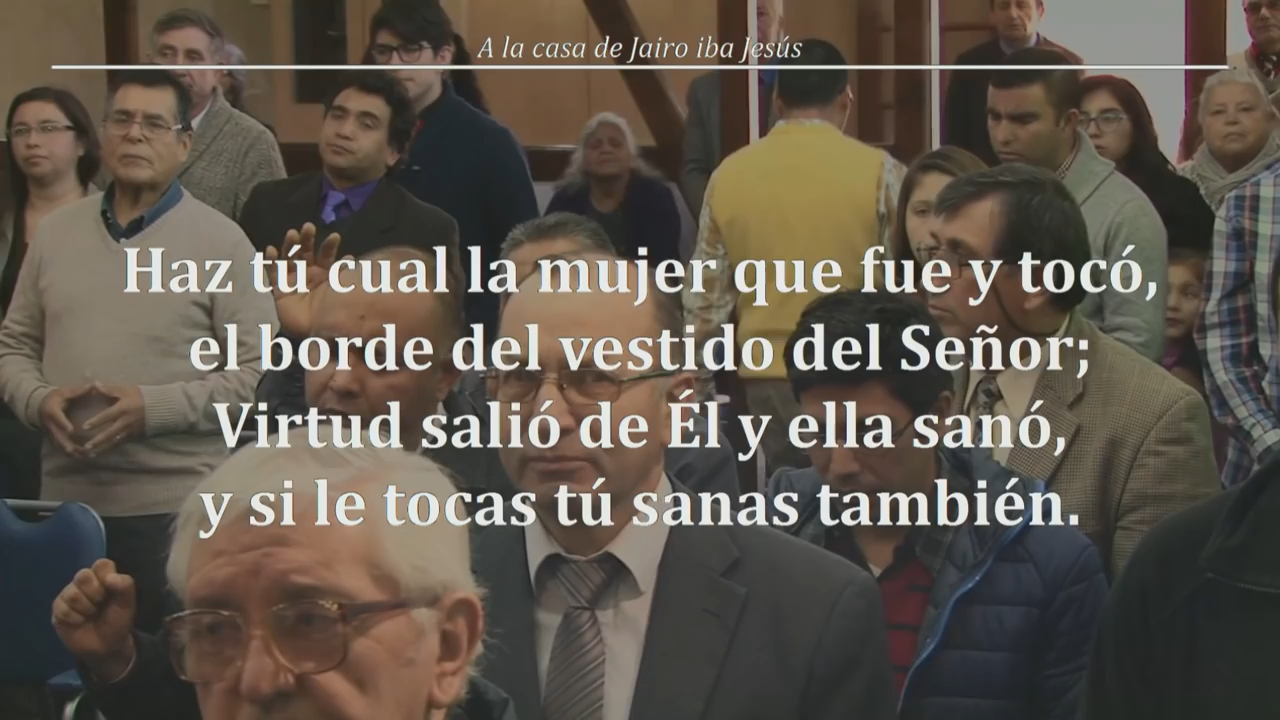 A la casa de Jairo iba Jesús
Haz tú cual la mujer que fue y tocó,
el borde del vestido del Señor;
Virtud salió de Él y ella sanó,
y si le tocas tú sanas también.